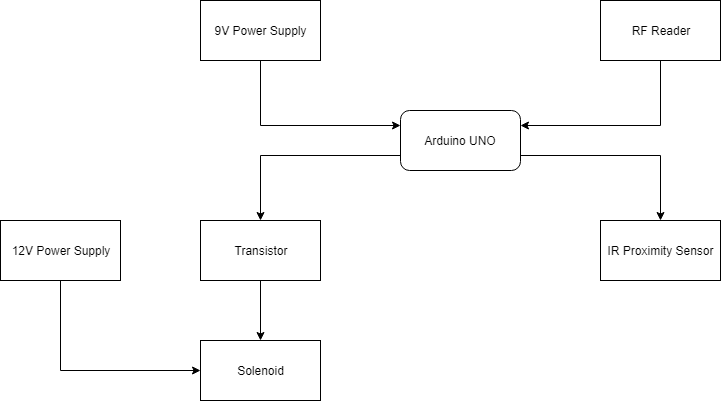 9V Power Supply
RF Reader
Arduino UNO
12V Power Supply
Transistor
IR Proximity Sensor
Solenoid